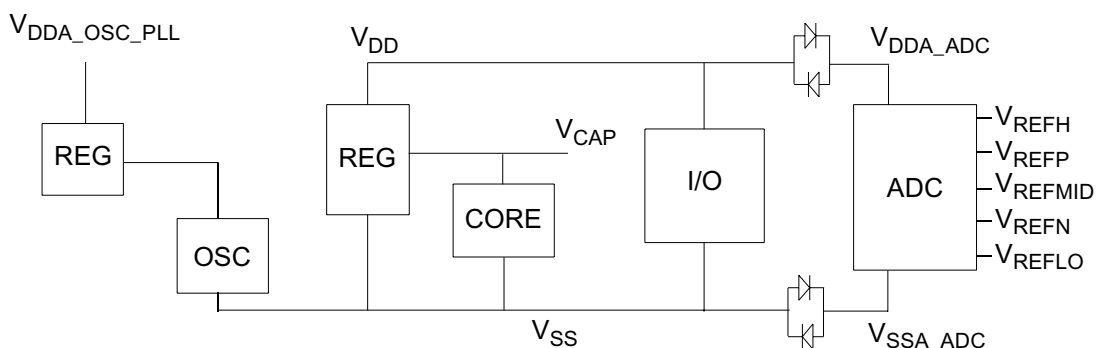 VDDA_OSC_PLL
VDD
VDDA_ADC
REG
REG
VCAP
CORE
I/O
ADC
VREFH
VREFP
VREFMID
VREFN
VREFLO
OSC
VSS
VSSA_ADC